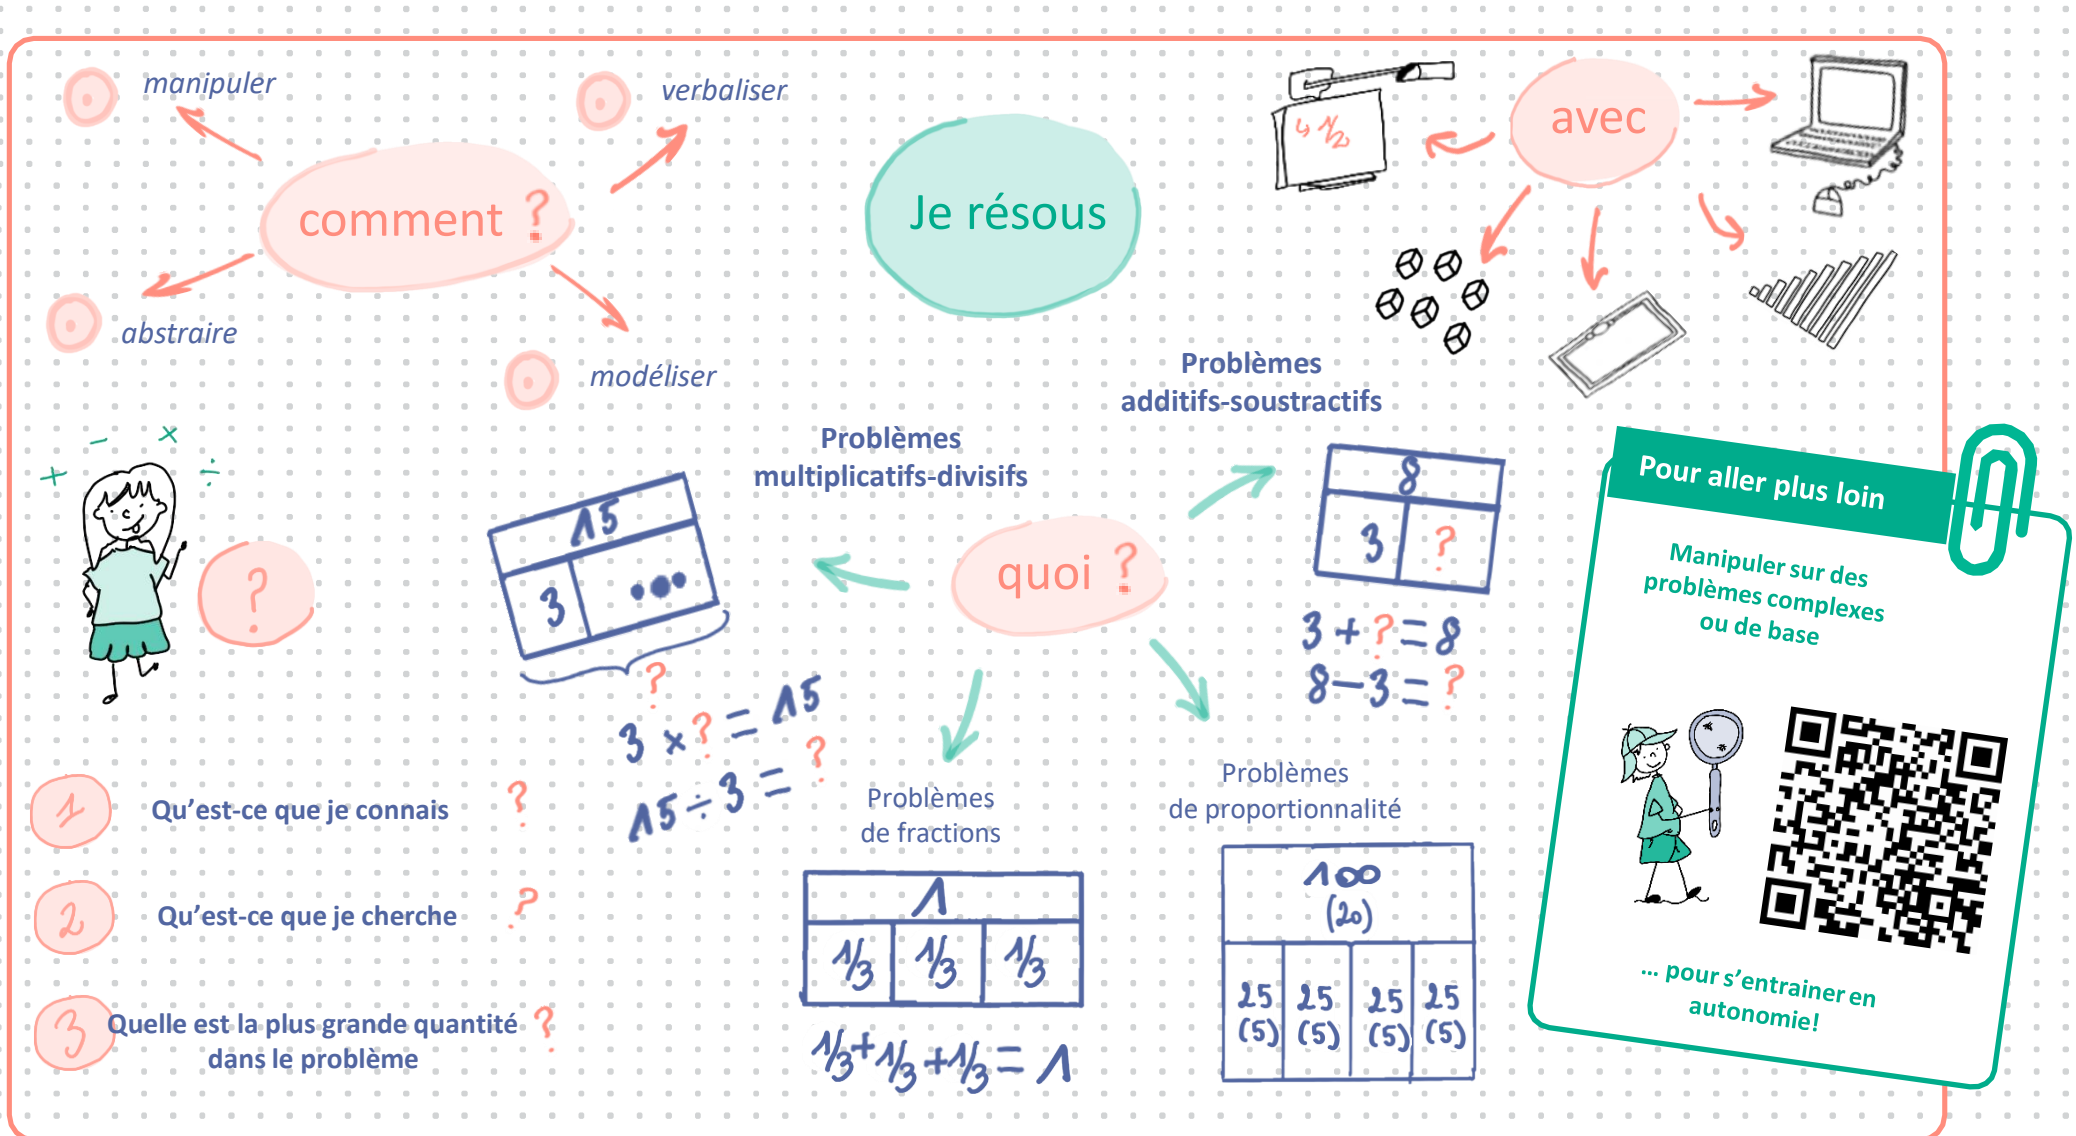 manipuler
verbaliser
comment ?
abstraire
modéliser
Je résous
avec
+ - × ÷
?
1
Qu'est-ce que je connais ?
2
Qu'est-ce que je cherche ?
3
Quelle est la plus grande quantité ?
dans le problème
quoi ?
Problèmes
multiplicatifs-divisifs
15
3 •••
?
3 × ? = 15
15 ÷ 3 = ?
Problèmes
additifs-soustractifs
8
3 ?
3 + ? = 8
8 - 3 = ?
Problèmes
de fractions
1
1/3 1/3 1/3
1/3 + 1/3 + 1/3 = 1
Problèmes
de proportionnalité
100
(20)
25 25 25 25
(5) (5) (5) (5)
Pour aller plus loin
Manipuler sur des
problèmes complexes
ou de base
... pour s'entrainer en
autonomie!